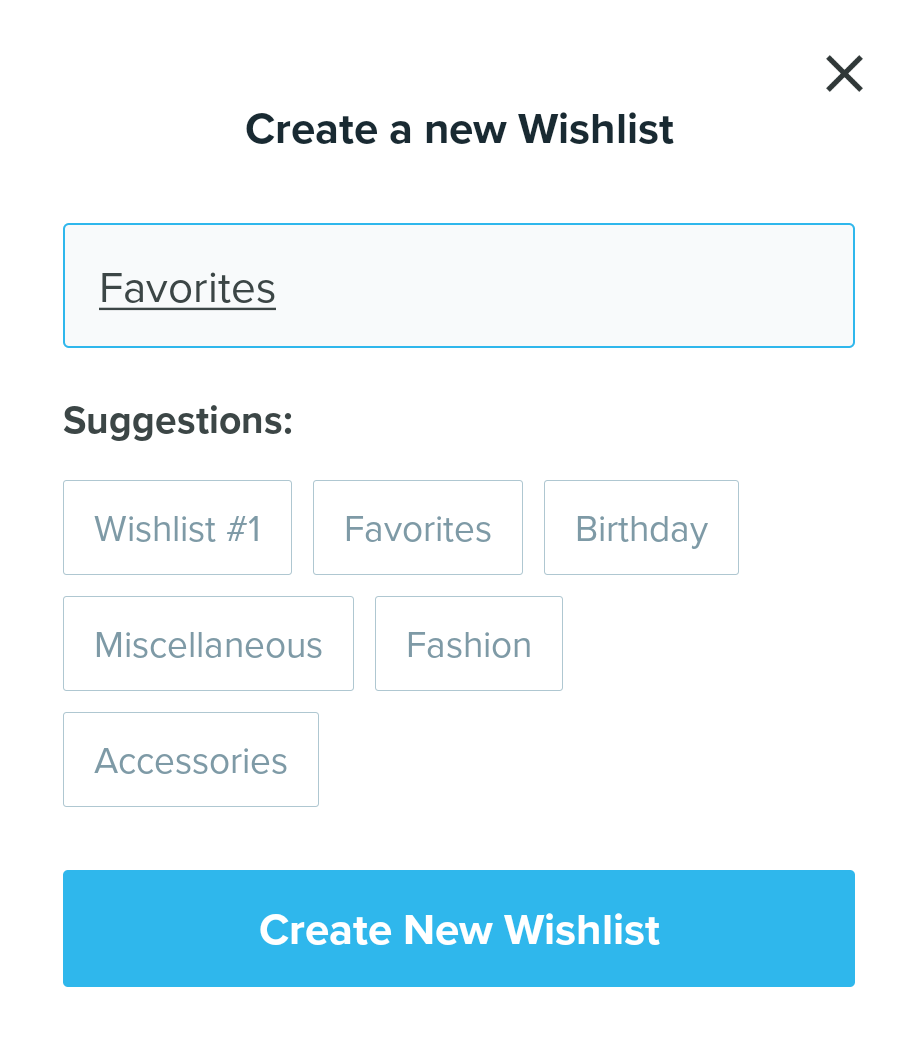 Create a new Wishlist
Favorites
Suggestions:
Wishlist #1 Favorites Birthday
Miscellaneous Fashion
Accessories
Create New Wishlist